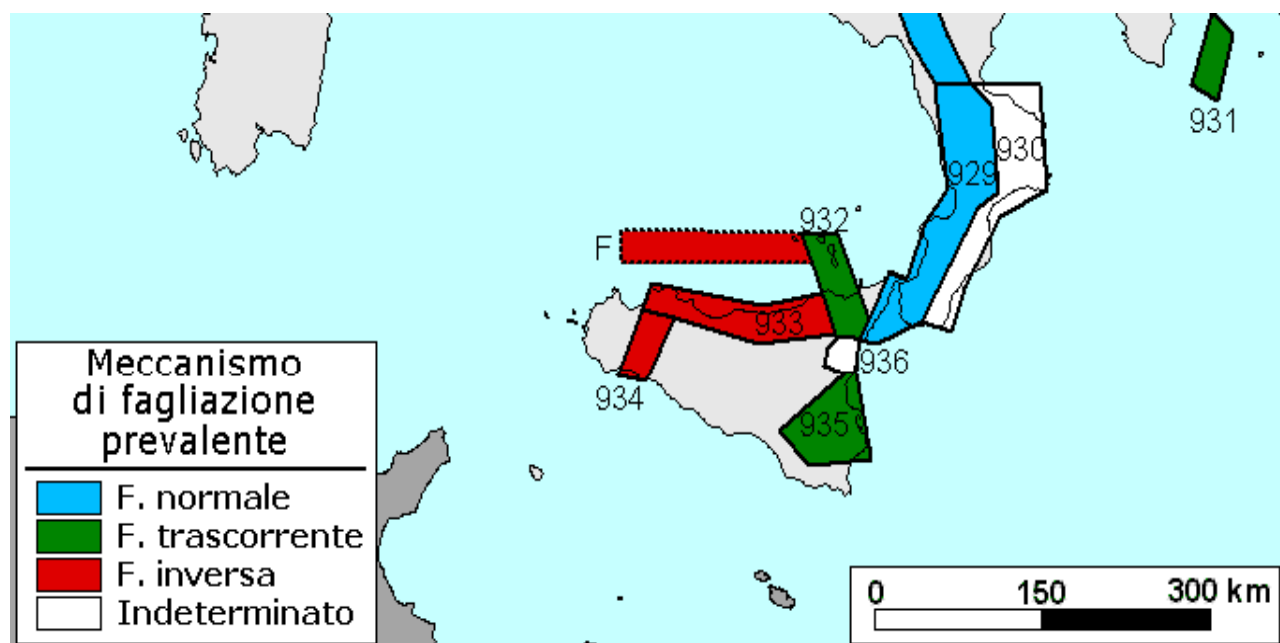 930
931
929
932
F
933
936
934
935
Meccanismo
di fagliazione
prevalente
F. normale
F. trascorrente
F. inversa
Indeterminato
0 150 300 km